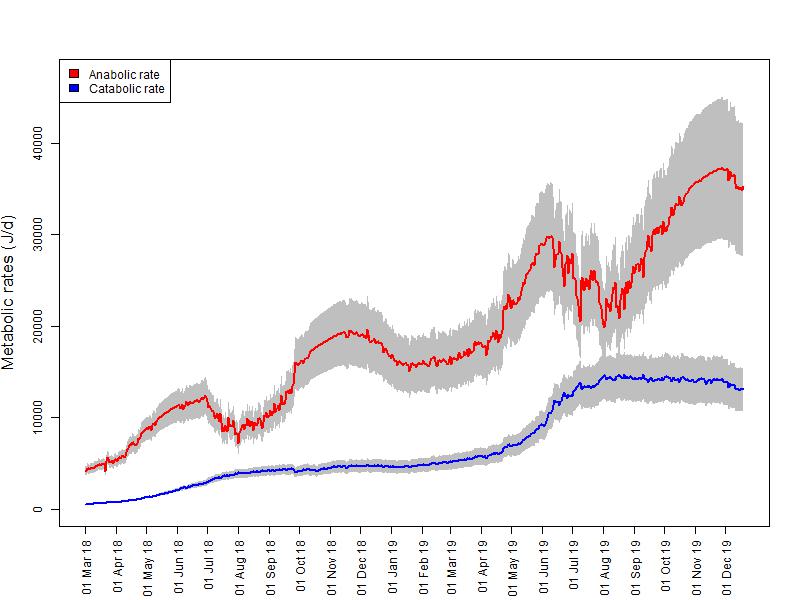 Anabolic rate
Catabolic rate
Metabolic rates (J/d)
40000
30000
20000
10000
0
01 Mar 18
01 Apr 18
01 May 18
01 Jun 18
01 Jul 18
01 Aug 18
01 Sep 18
01 Oct 18
01 Nov 18
01 Dec 18
01 Jan 19
01 Feb 19
01 Mar 19
01 Apr 19
01 May 19
01 Jun 19
01 Jul 19
01 Aug 19
01 Sep 19
01 Oct 19
01 Nov 19
01 Dec 19